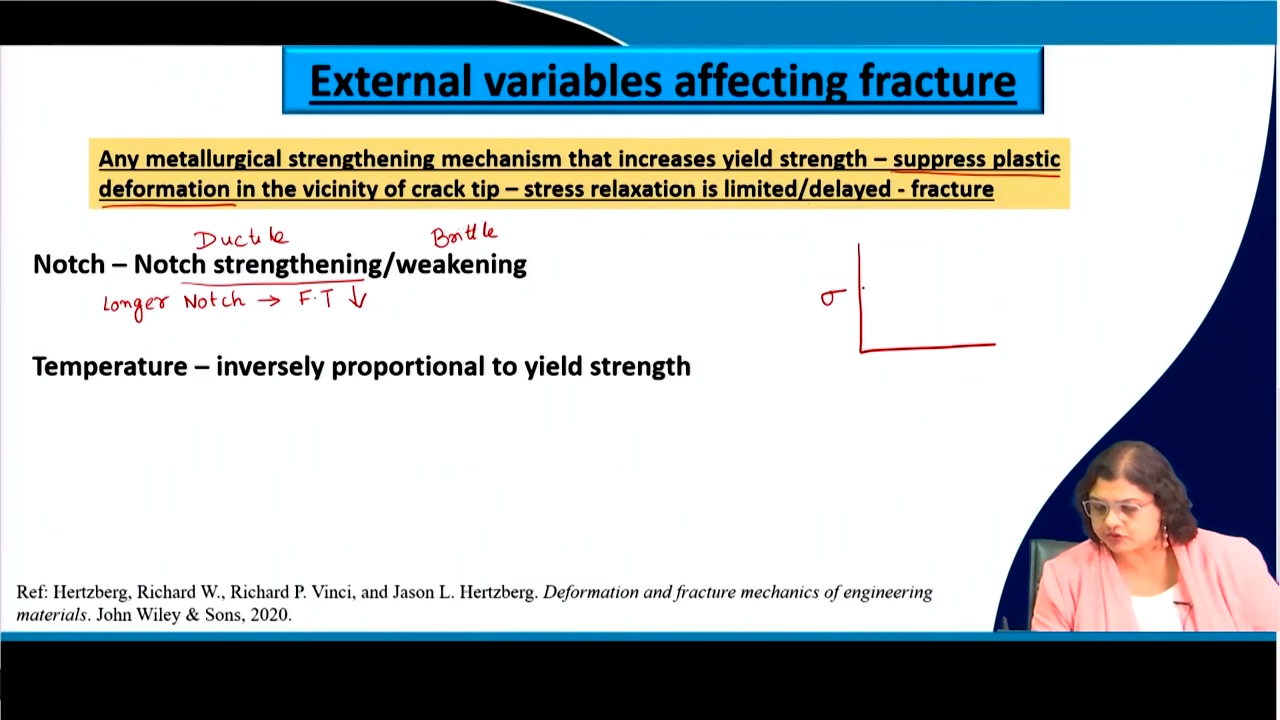 External variables affecting fracture
Any metallurgical strengthening mechanism that increases yield strength – suppress plastic
deformation in the vicinity of crack tip – stress relaxation is limited/delayed - fracture
Ductile Brittle
Notch – Notch strengthening/weakening
Longer Notch → F.T ↓
σ
Temperature – inversely proportional to yield strength
Ref: Hertzberg, Richard W., Richard P. Vinci, and Jason L. Hertzberg. Deformation and fracture mechanics of engineering
materials. John Wiley & Sons, 2020.